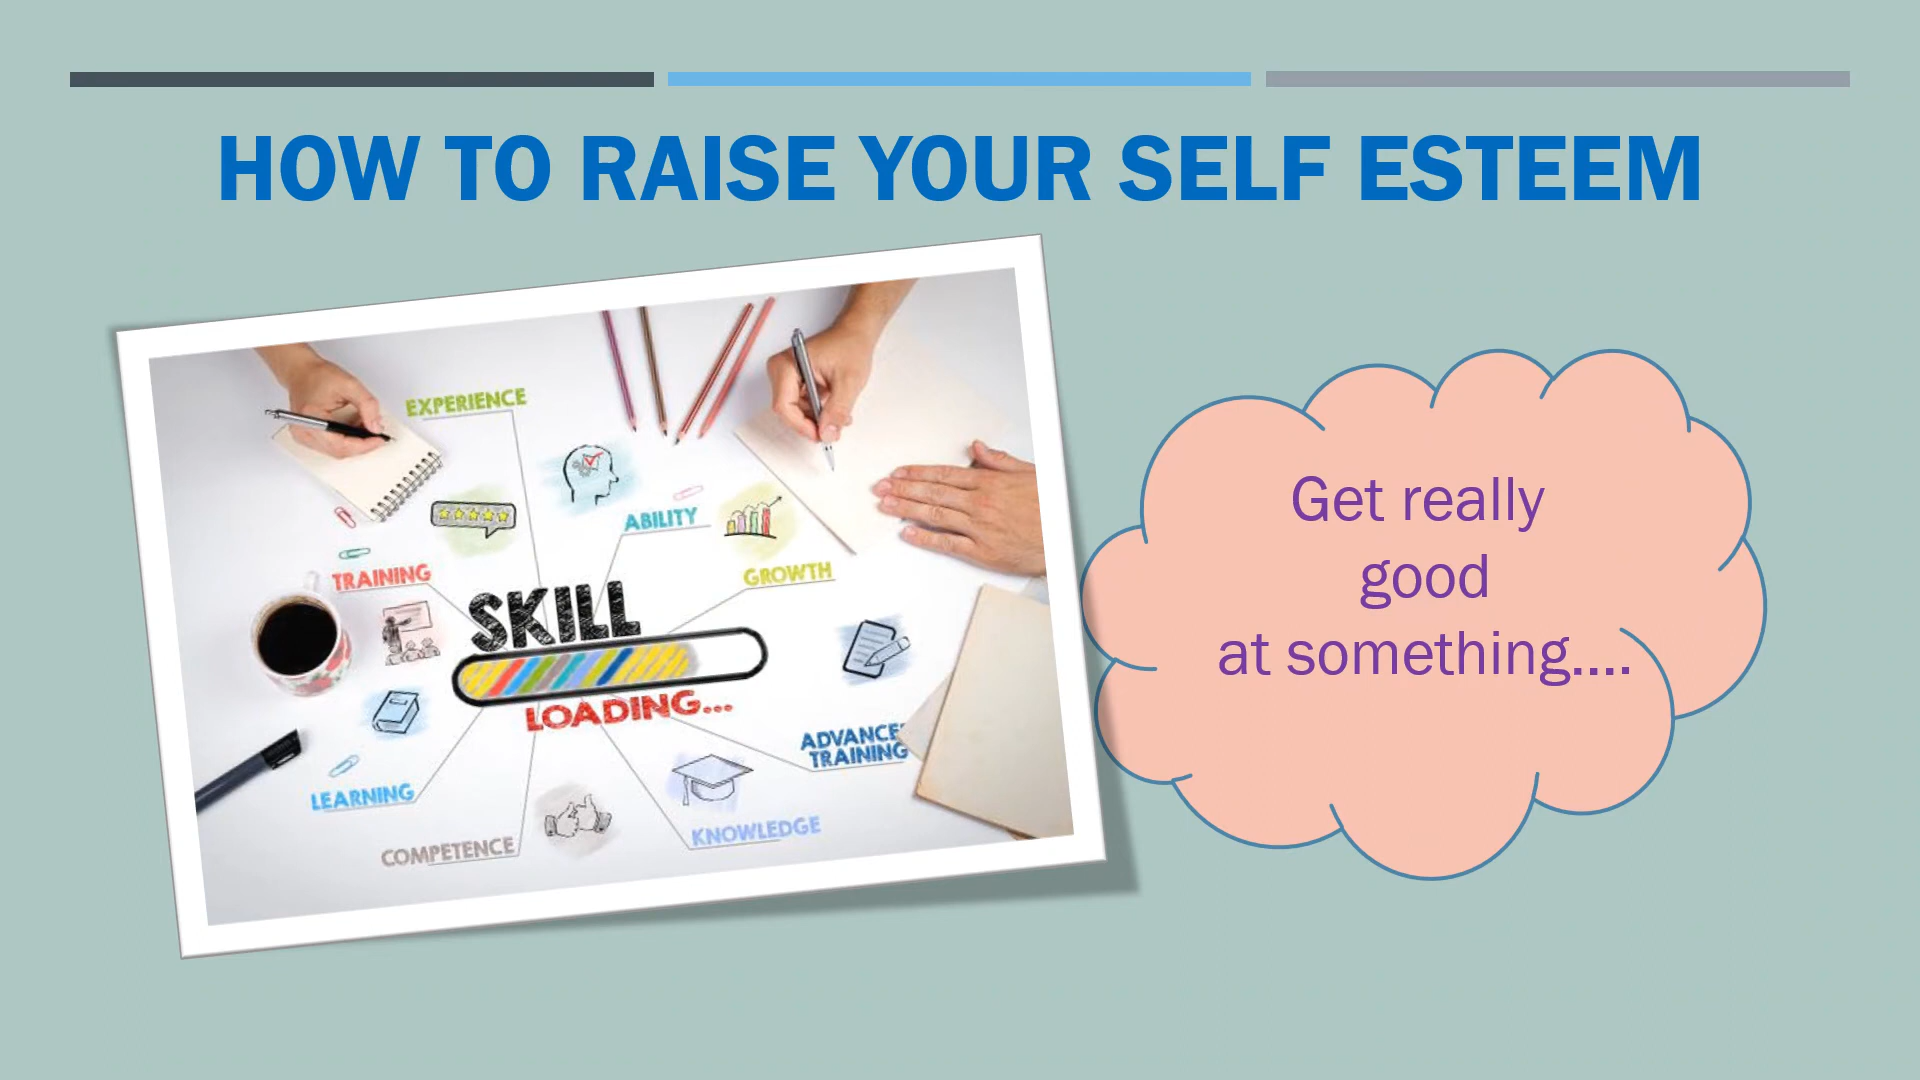 HOW TO RAISE YOUR SELF ESTEEM
EXPERIENCE
ABILITY
TRAINING
GROWTH
SKILL
LOADING...
ADVANCE
TRAINING
LEARNING
KNOWLEDGE
COMPETENCE
Get really
good
at something....